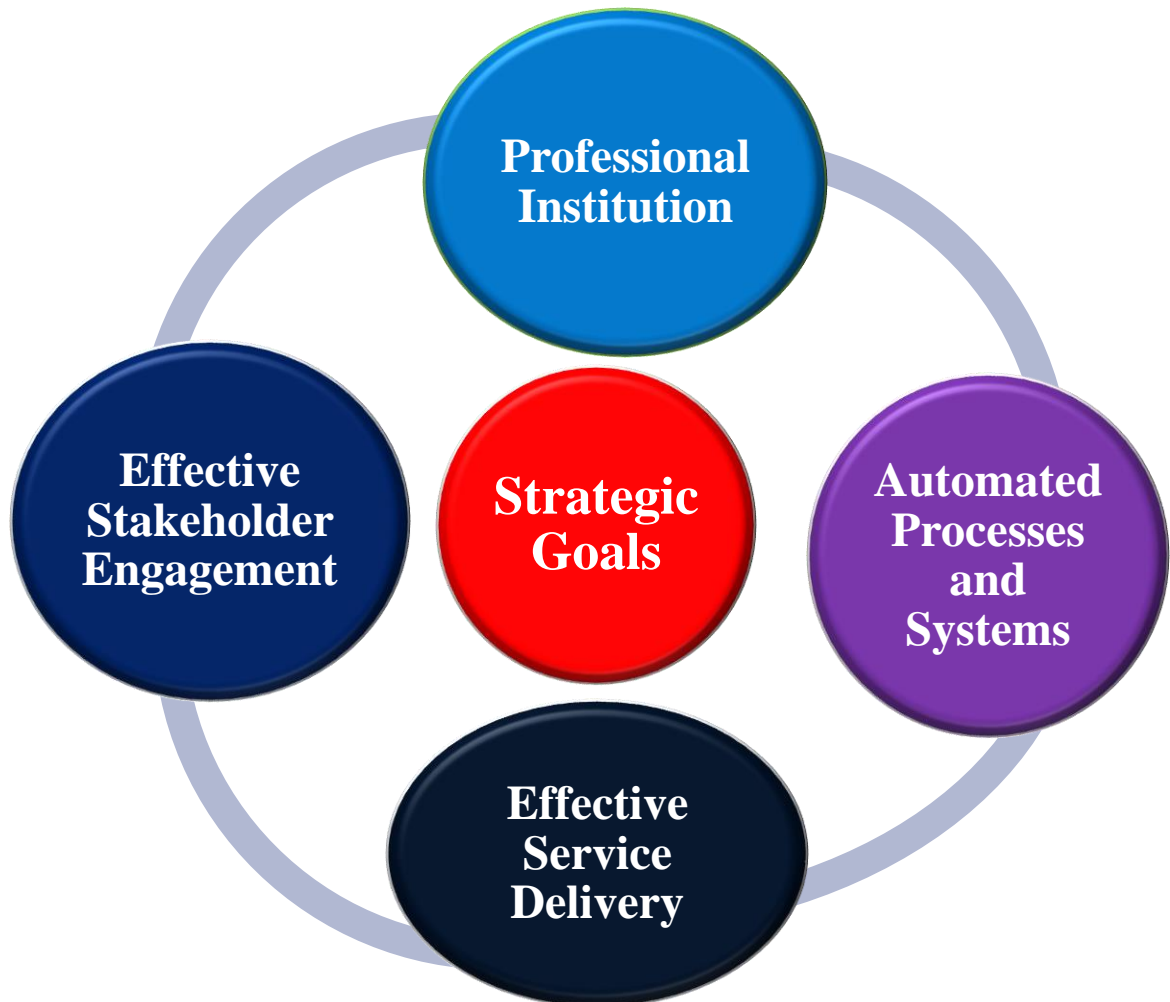 Professional
Institution
Effective
Stakeholder
Engagement
Strategic
Goals
Automated
Processes
and
Systems
Effective
Service
Delivery